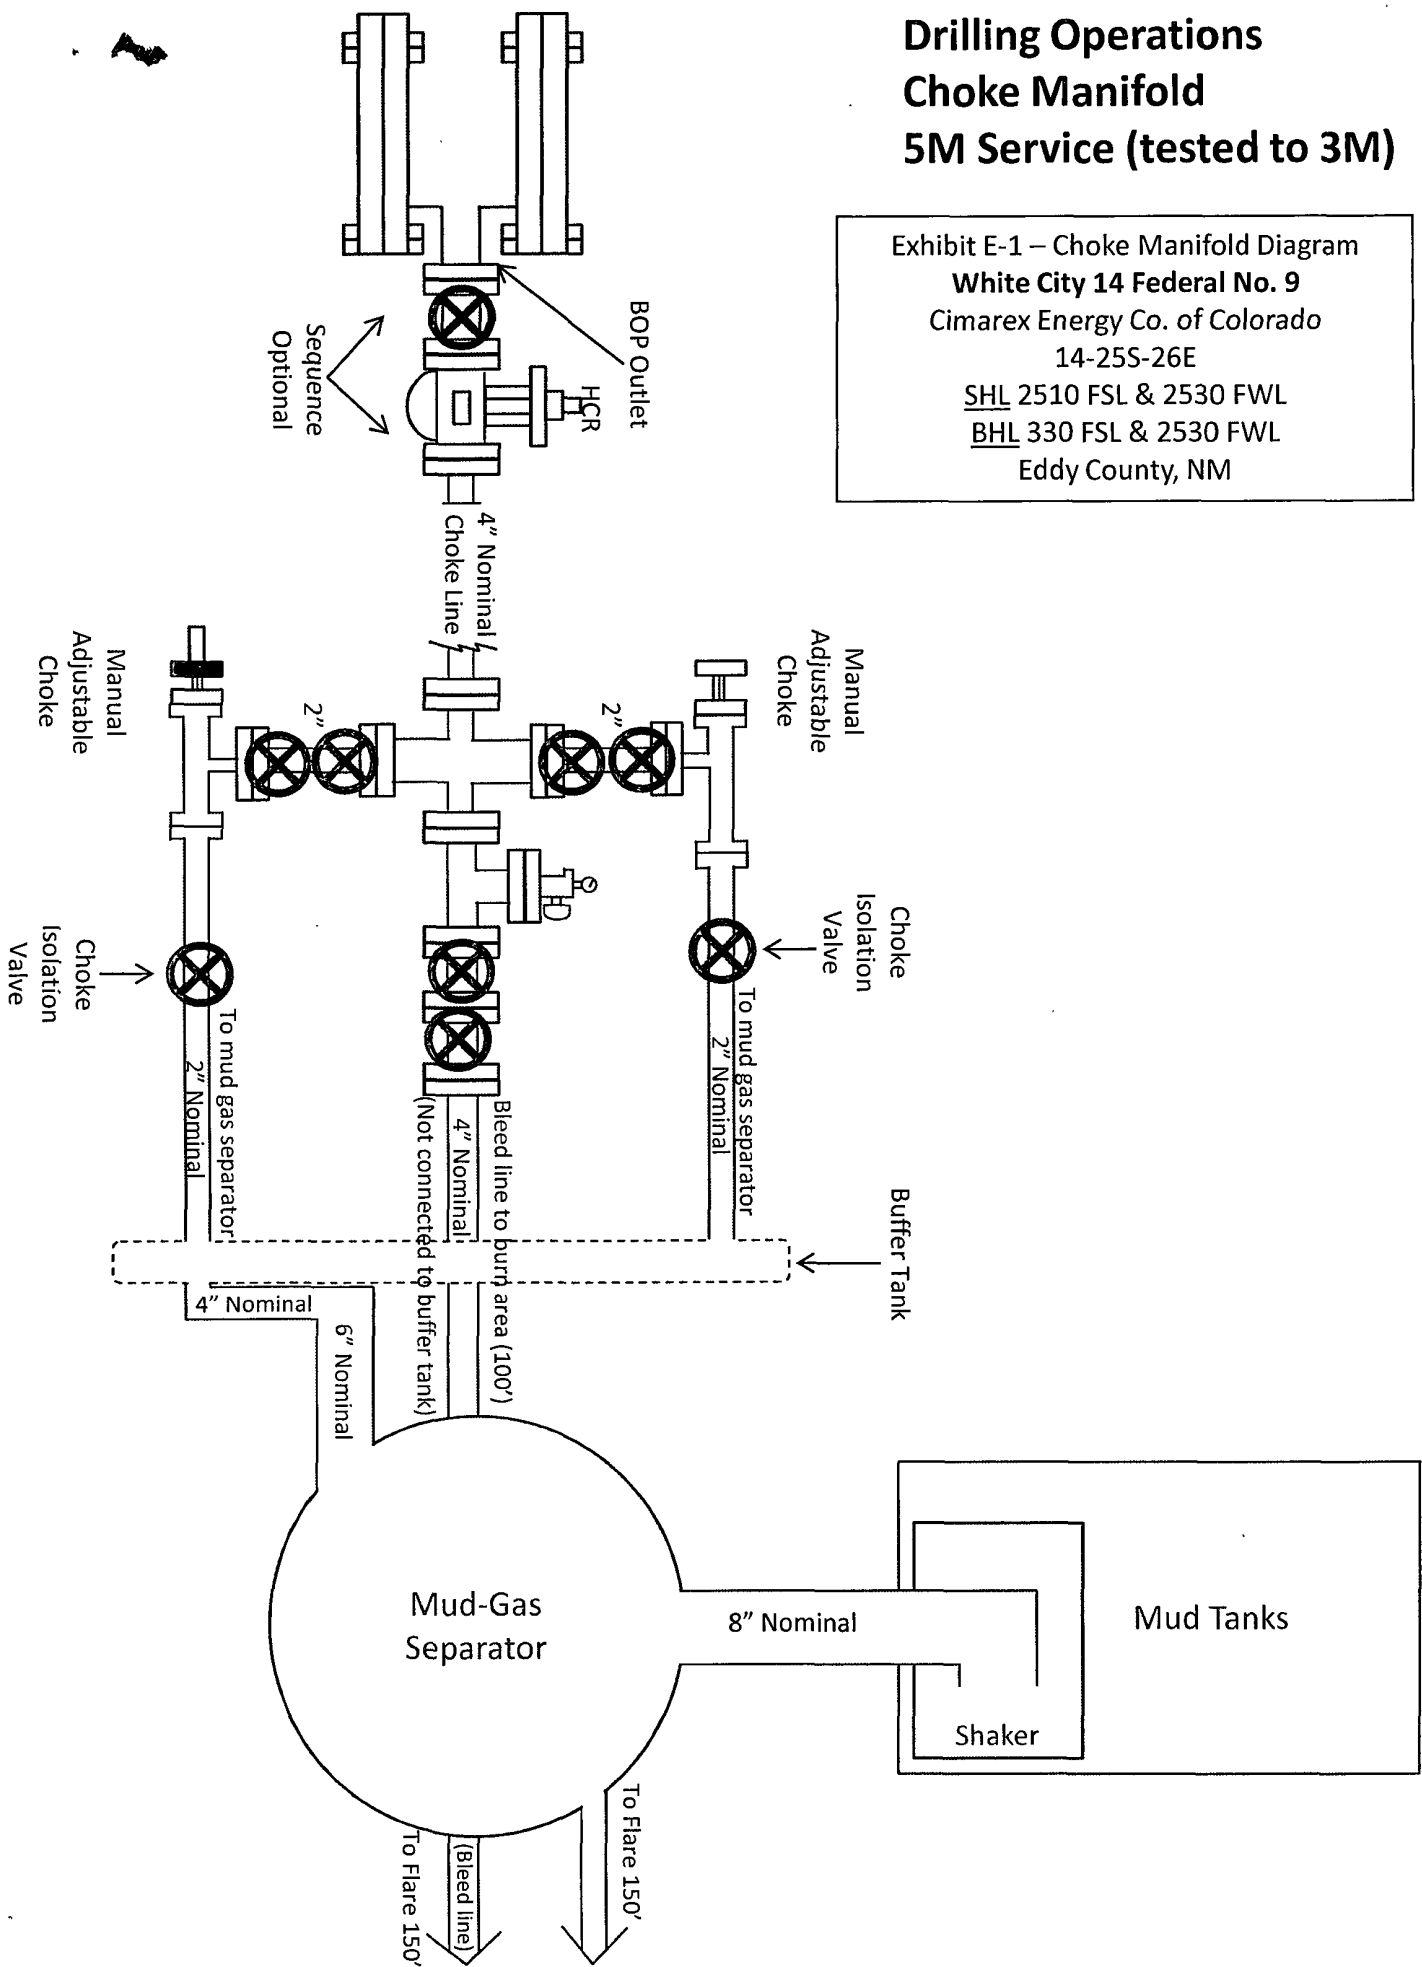 Drilling Operations
Choke Manifold
5M Service (tested to 3M)
Exhibit E-1 – Choke Manifold Diagram
White City 14 Federal No. 9
Cimarex Energy Co. of Colorado
14-25S-26E
SHL 2510 FSL & 2530 FWL
BHL 330 FSL & 2530 FWL
Eddy County, NM
BOP Outlet
HCR
Sequence
Optional
4” Nominal
Choke Line
Manual
Adjustable
Choke
Manual
Adjustable
Choke
2”
2”
Choke
Isolation
Valve
Choke
Isolation
Valve
To mud gas separator
2” Nominal
To mud gas separator
2” Nominal
Bleed line to burn area (100’)
4” Nominal
(Not connected to buffer tank)
Buffer Tank
4” Nominal
6” Nominal
Mud-Gas
Separator
8” Nominal
Mud Tanks
Shaker
To Flare 150’
(Bleed line)
To Flare 150’